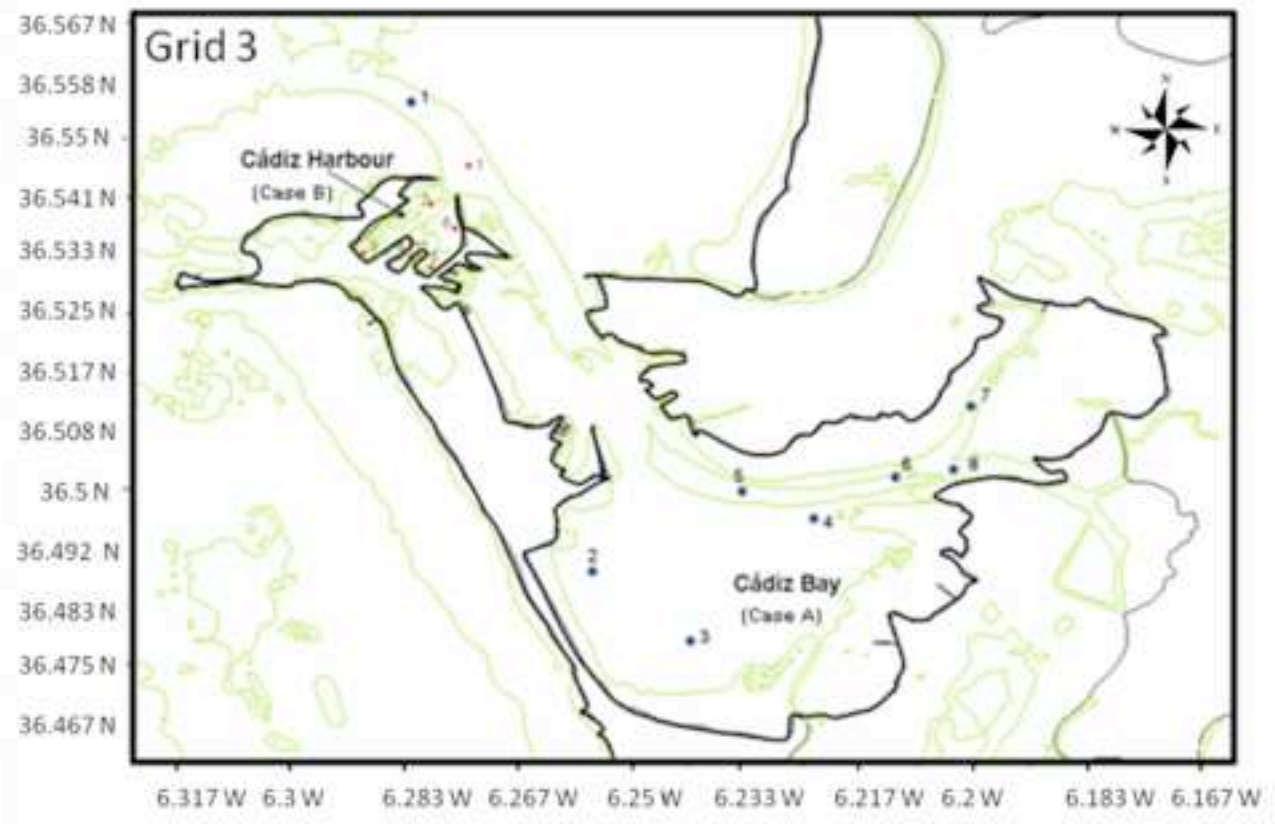 36.567 N
Grid 3
36.558 N
1
36.55 N
N
W
E
S
Cádiz Harbour
1
(Case B)
36.541 N
36.533 N
36.525 N
36.517 N
7
36.508 N
5
6
8
36.5 N
4
36.492 N
2
Cádiz Bay
36.483 N
(Case A)
3
36.475 N
36.467 N
6.317 W 6.3 W 6.283 W 6.267 W 6.25 W 6.233 W 6.217 W 6.2 W 6.183 W 6.167 W